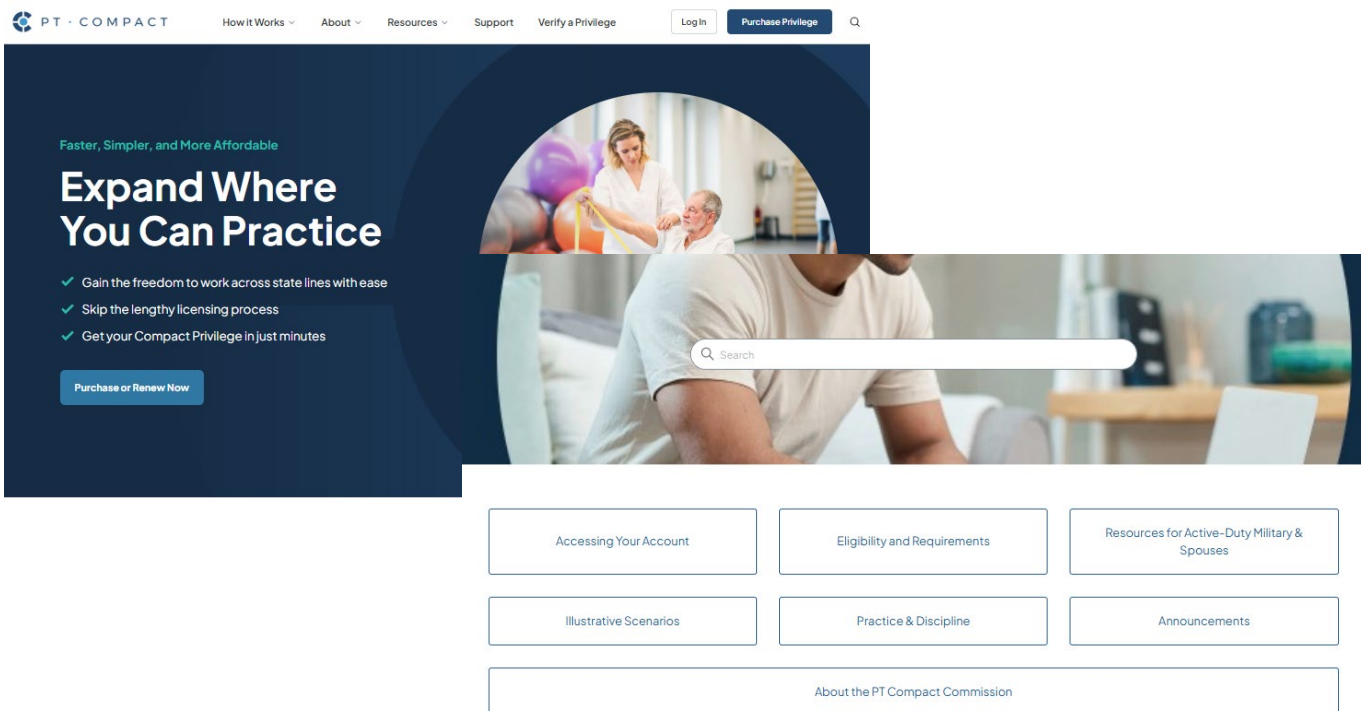 PT · COMPACT
How it Works
About
Resources
Support
Verify a Privilege
Log In
Purchase Privilege
Faster, Simpler, and More Affordable
Expand Where
You Can Practice
Gain the freedom to work across state lines with ease
Skip the lengthy licensing process
Get your Compact Privilege in just minutes
Purchase or Renew Now
Search
Accessing Your Account
Eligibility and Requirements
Resources for Active-Duty Military &
Spouses
Illustrative Scenarios
Practice & Discipline
Announcements
About the PT Compact Commission